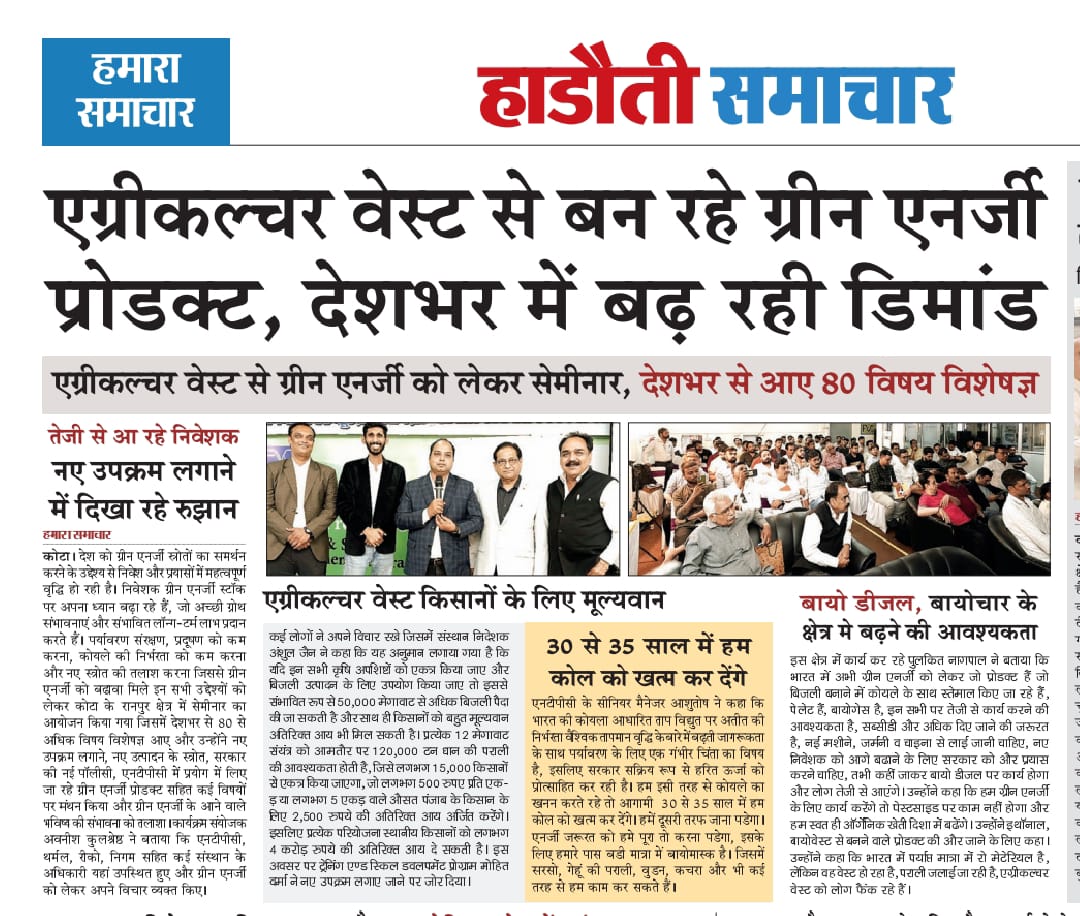 हमारा
समाचार
हाडौती समाचार
एग्रीकल्चर वेस्ट से बन रहे ग्रीन एनर्जी
प्रोडक्ट, देशभर में बढ़ रही डिमांड
एग्रीकल्चर वेस्ट से ग्रीन एनर्जी को लेकर सेमीनार, देशभर से आए 80 विषय विशेषज्ञ
तेजी से आ रहे निवेशक
नए उपक्रम लगाने
में दिखा रहे रुझान
हमारा समाचार
कोटा। देश को ग्रीन एनर्जी स्त्रोतों का समर्थन
करने के उद्देश्य से निवेश और प्रयासों में महत्वपूर्ण
वृद्धि हो रही है। निवेशक ग्रीन एनर्जी स्टॉक
पर अपना ध्यान बढ़ा रहे हैं, जो अच्छी ग्रोथ
संभावनाएं और संभावित लॉन्ग-टर्म लाभ प्रदान
करते हैं। पर्यावरण संरक्षण, प्रदूषण को कम
करना, कोयले की निर्भरता को कम करना
और नए स्त्रोत की तलाश करना जिससे ग्रीन
एनर्जी को बढ़ावा मिले इन सभी उद्देश्यों को
लेकर कोटा के रानपुर क्षेत्र में सेमीनार का
आयोजन किया गया जिसमें देशभर से 80 से
अधिक विषय विशेषज्ञ आए और उन्होंने नए
उपक्रम लगाने, नए उत्पादन के स्त्रोत, सरकार
की नई पॉलीसी, एनटीपीसी में प्रयोग में लिए
जा रहे ग्रीन एनर्जी प्रोडक्ट सहित कई विषयों
पर मंथन किया और ग्रीन एनर्जी के आने वाले
भविष्य की संभावना को तलाशा। कार्यक्रम संयोजक
अवनीश कुलश्रेष्ठ ने बताया कि एनटीपीसी,
थर्मल, रीको, निगम सहित कई संस्थान के
अधिकारी यहां उपस्थित हुए और ग्रीन एनर्जी
को लेकर अपने विचार व्यक्त किए।
एग्रीकल्चर वेस्ट किसानों के लिए मूल्यवान
कई लोगों ने अपने विचार रखे जिसमें संस्थान निदेशक
अंशुल जैन ने कहा कि यह अनुमान लगाया गया है कि
यदि इन सभी कृषि अपशिष्टों को एकत्र किया जाए और
बिजली उत्पादन के लिए उपयोग किया जाए तो इससे
संभावित रूप से 50,000 मेगावाट से अधिक बिजली पैदा
की जा सकती है और साथ ही किसानों को बहुत मूल्यवान
अतिरिक्त आय भी मिल सकती है। प्रत्येक 12 मेगावाट
संयंत्र को आमतौर पर 120,000 टन धान की पराली
की आवश्यकता होती है, जिसे लगभग 15,000 किसानों
से एकत्र किया जाएगा, जो लगभग 500 रुपए प्रति एक-
ड़ या लगभग 5 एकड़ वाले औसत पंजाब के किसान के
लिए 2,500 रुपये की अतिरिक्त आय अर्जित करेंगे।
इसलिए प्रत्येक परियोजना स्थानीय किसानों को लगभग
4 करोड़ रुपये की अतिरिक्त आय दे सकती है। इस
अवसर पर ट्रेनिंग एण्ड स्किल डवलपमेंट प्रोग्राम मोहित
वर्मा ने नए उपक्रम लगाए जाने पर जोर दिया।
30 से 35 साल में हम
कोल को खत्म कर देंगे
एनटीपीसी के सीनियर मैनेजर आशुतोष ने कहा कि
भारत की कोयला आधारित ताप विद्युत पर अतीत की
निर्भरता वैश्विक तापमान वृद्धि के बारे में बढ़ती जागरूकता
के साथ पर्यावरण के लिए एक गंभीर चिंता का विषय
है, इसलिए सरकार सक्रिय रूप से हरित ऊर्जा को
प्रोत्साहित कर रही है। हम इसी तरह से कोयले का
खनन करते रहे तो आगामी 30 से 35 साल में हम
कोल को खत्म कर देंगे। हमें दूसरी तरफ जाना पडेगा।
एनर्जी जरूरत को हमे पूरा तो करना पडेगा, इसके
लिए हमारे पास बडी मात्रा में बायोमास्क है। जिसमें
सरसो, गेहूं की पराली, वुडन, कचरा और भी कई
तरह से हम काम कर सकते हैं।
बायो डीजल, बायोचार के
क्षेत्र मे बढ़ने की आवश्यकता
इस क्षेत्र में कार्य कर रहे पुलकित नागपाल ने बताया कि
भारत में अभी ग्रीन एनर्जी को लेकर जो प्रोडक्ट हैं जो
बिजली बनाने में कोयले के साथ स्तेमाल किए जा रहे हैं,
पेलेट हैं, बायोगेस है, इन सभी पर तेजी से कार्य करने की
आवश्यकता है, सब्सीडी और अधिक दिए जाने की जरूरत
है, नई मशीने, जर्मनी व चाइना से लाई जानी चाहिए, नए
निवेशक को आगे बढाने के लिए सरकार को और प्रयास
करने चाहिए, तभी कहीं जाकर बायो डीजल पर कार्य होगा
और लोग तेजी से आएंगे। उन्होंने कहा कि हम ग्रीन एनर्जी
के लिए कार्य करेंगे तो पेस्टसाइड पर काम नहीं होगा और
हम स्वत ही ऑर्गेनिक खेती दिशा में बढेंगे। उन्होंने इथॉनाल,
बायोवेस्ट से बनने वाले प्रोडक्ट की और जाने के लिए कहा।
उन्होंने कहा कि भारत में पर्याप्त मात्रा में रो मेटेरियल है,
लेकिन वह वेस्ट हो रहा है, पराली जलाई जा रही है, एग्रीकल्चर
वेस्ट को लोग फैंक रहे हैं।